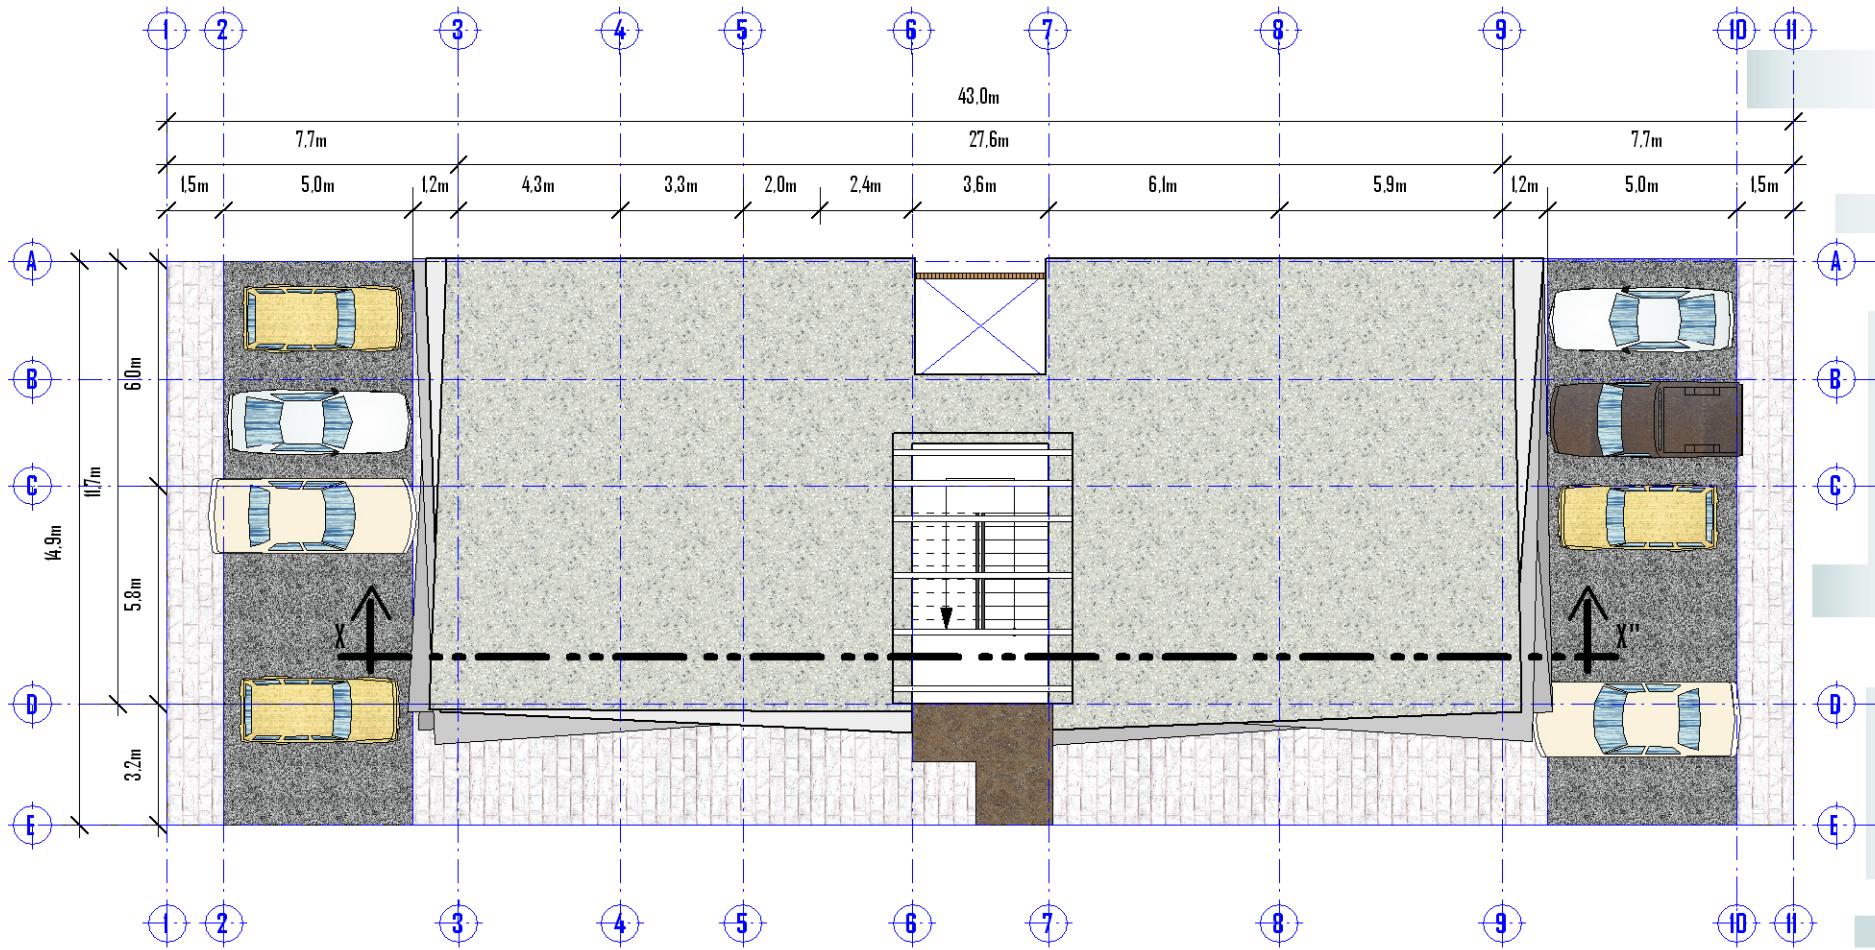 1 2 3 4 5 6 7 8 9 10 11
43,0m
7,7m 27,6m 7,7m
1,5m 5,0m 1,2m 4,3m 3,3m 2,0m 2,4m 3,6m 6,1m 5,9m 1,2m 5,0m 1,5m
A A
6,0m
B B
11,7m
C C
14,9m
5,8m
X X"
D D
3,2m
E E
1 2 3 4 5 6 7 8 9 10 11